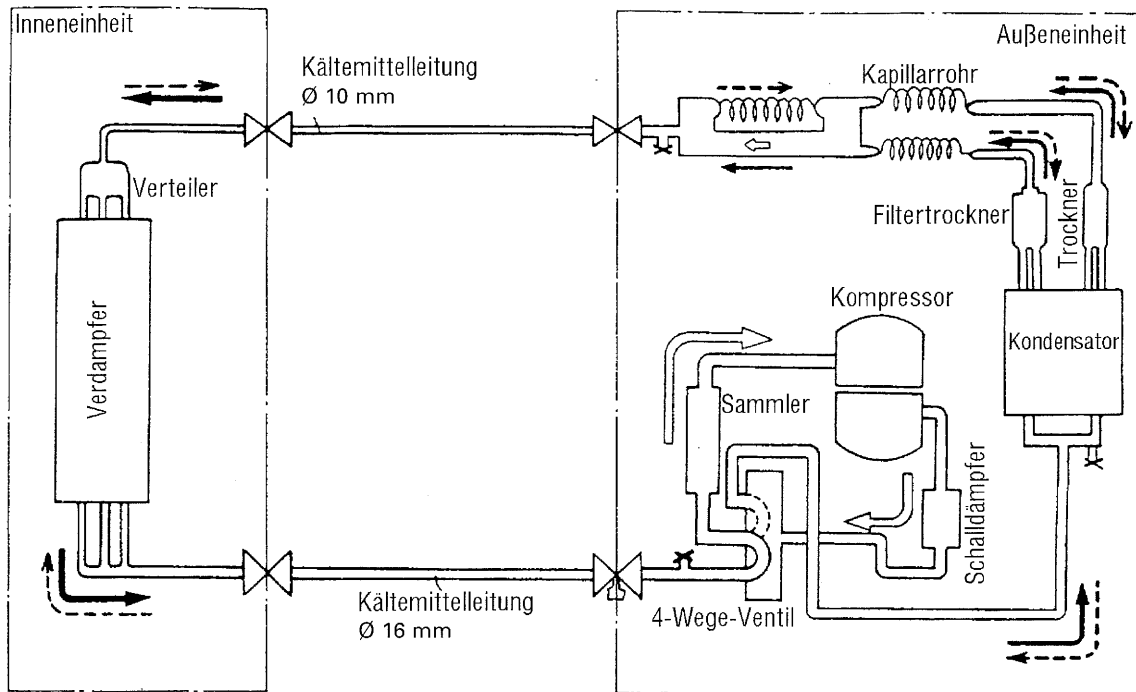 Inneneinheit
Außeneinheit
Kältemittelleitung
Ø 10 mm
Kapillarrohr
Verteiler
Filtertrockner
Trockner
Verdampfer
Kompressor
Kondensator
Sammler
Schalldämpfer
4-Wege-Ventil
Kältemittelleitung
Ø 16 mm